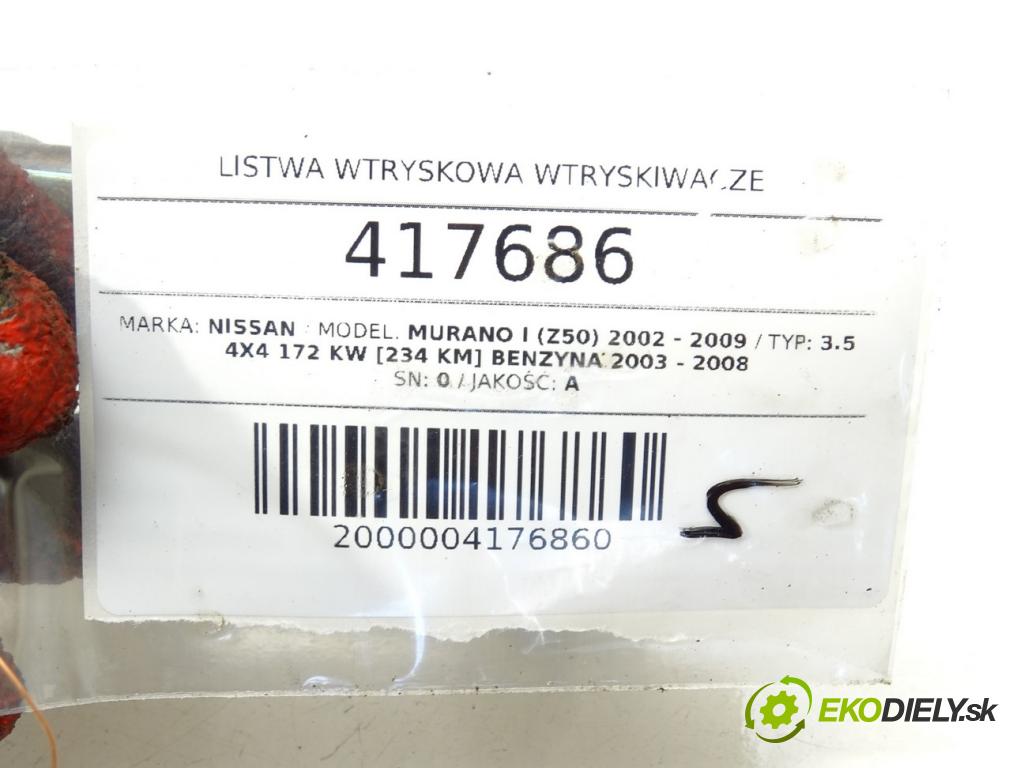 LISTWA WTRYSKOWA WTRYSKIWACZE
417686
MARKA: NISSAN / MODEL: MURANO I (Z50) 2002 - 2009 / TYP: 3.5
4X4 172 KW [234 KM] BENZYNA 2003 - 2008
SN: 0 / JAKOŚĆ: A
2000004176860
EKODIELY.sk